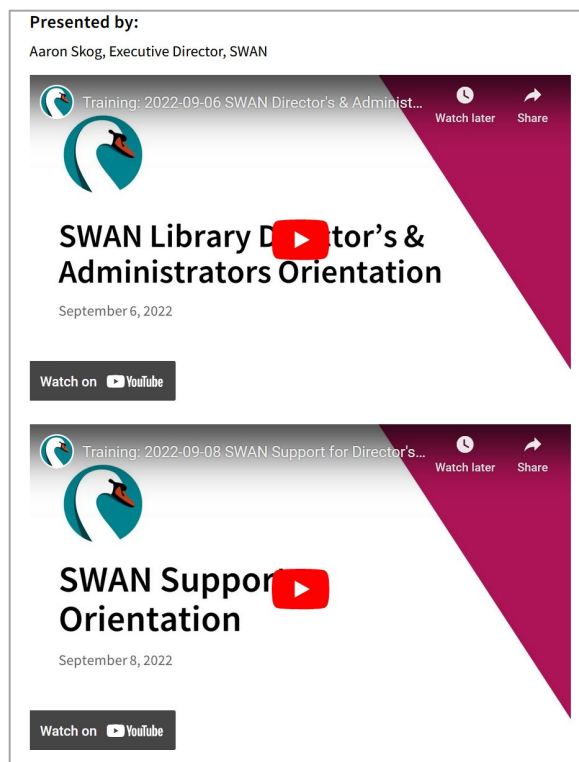 Presented by:
Aaron Skog, Executive Director, SWAN
Training: 2022-09-06 SWAN Director's & Administ...
Watch later
Share
SWAN Library D tor’s &
Administrators Orientation
September 6, 2022
Watch on YouTube
Training: 2022-09-08 SWAN Support for Director's...
Watch later
Share
SWAN Suppor
Orientation
September 8, 2022
Watch on YouTube